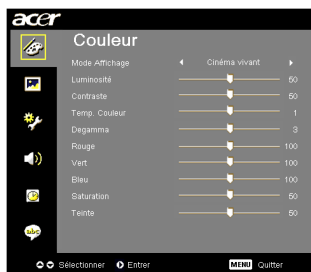 acer
Couleur
Mode Affichage Cinéma vivant
Luminosité 50
Contraste 50
Temp. Couleur 1
Degamma 3
Rouge 100
Vert 100
Bleu 100
Saturation 50
Teinte 50
abc
Sélectionner Entrer MENU Quitter